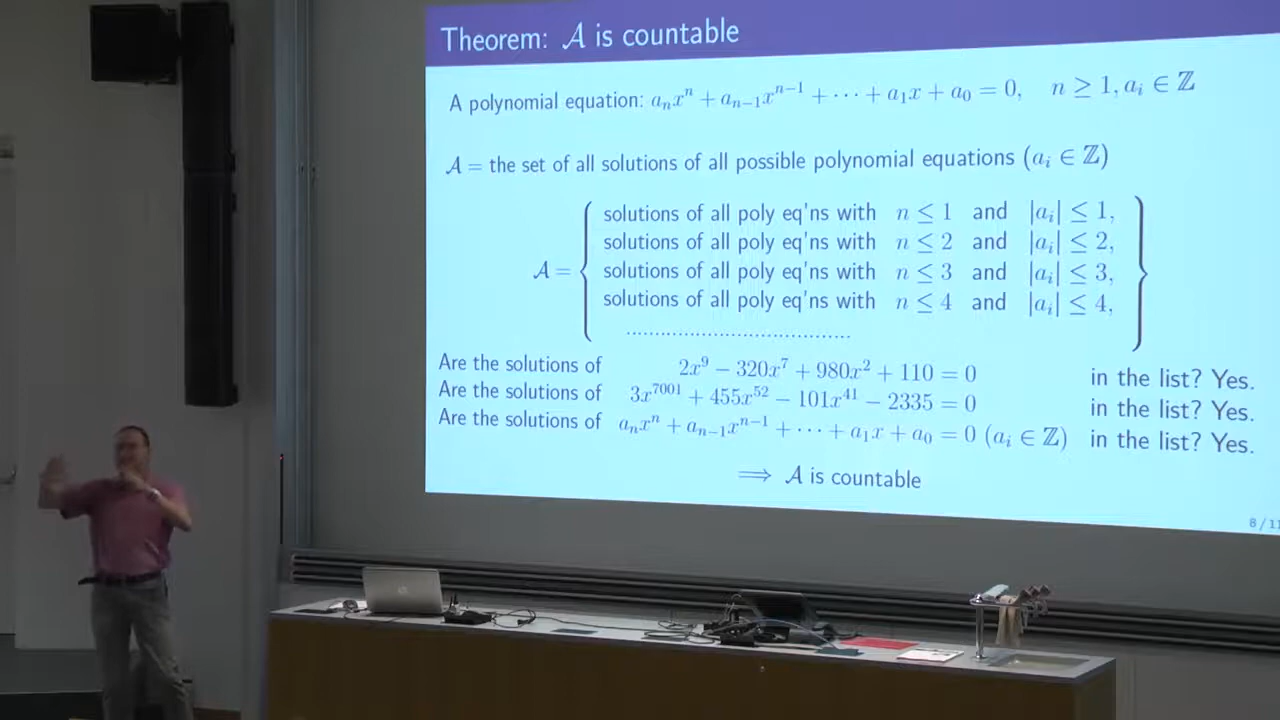 Theorem: 𝒜 is countable
A polynomial equation: aₙxⁿ + aₙ₋₁xⁿ⁻¹ + ⋯ + a₁x + a₀ = 0, n ≥ 1, aᵢ ∈ ℤ
𝒜 = the set of all solutions of all possible polynomial equations (aᵢ ∈ ℤ)
solutions of all poly eq'ns with n ≤ 1 and |aᵢ| ≤ 1,
solutions of all poly eq'ns with n ≤ 2 and |aᵢ| ≤ 2,
𝒜 = { solutions of all poly eq'ns with n ≤ 3 and |aᵢ| ≤ 3, }
solutions of all poly eq'ns with n ≤ 4 and |aᵢ| ≤ 4,
..........................................
Are the solutions of 2x⁹ − 320x⁷ + 980x² + 110 = 0 in the list? Yes.
Are the solutions of 3x⁷⁰⁰¹ + 455x⁵² − 101x⁴¹ − 2335 = 0 in the list? Yes.
Are the solutions of aₙxⁿ + aₙ₋₁xⁿ⁻¹ + ⋯ + a₁x + a₀ = 0 (aᵢ ∈ ℤ) in the list? Yes.
⟹ 𝒜 is countable
8/11